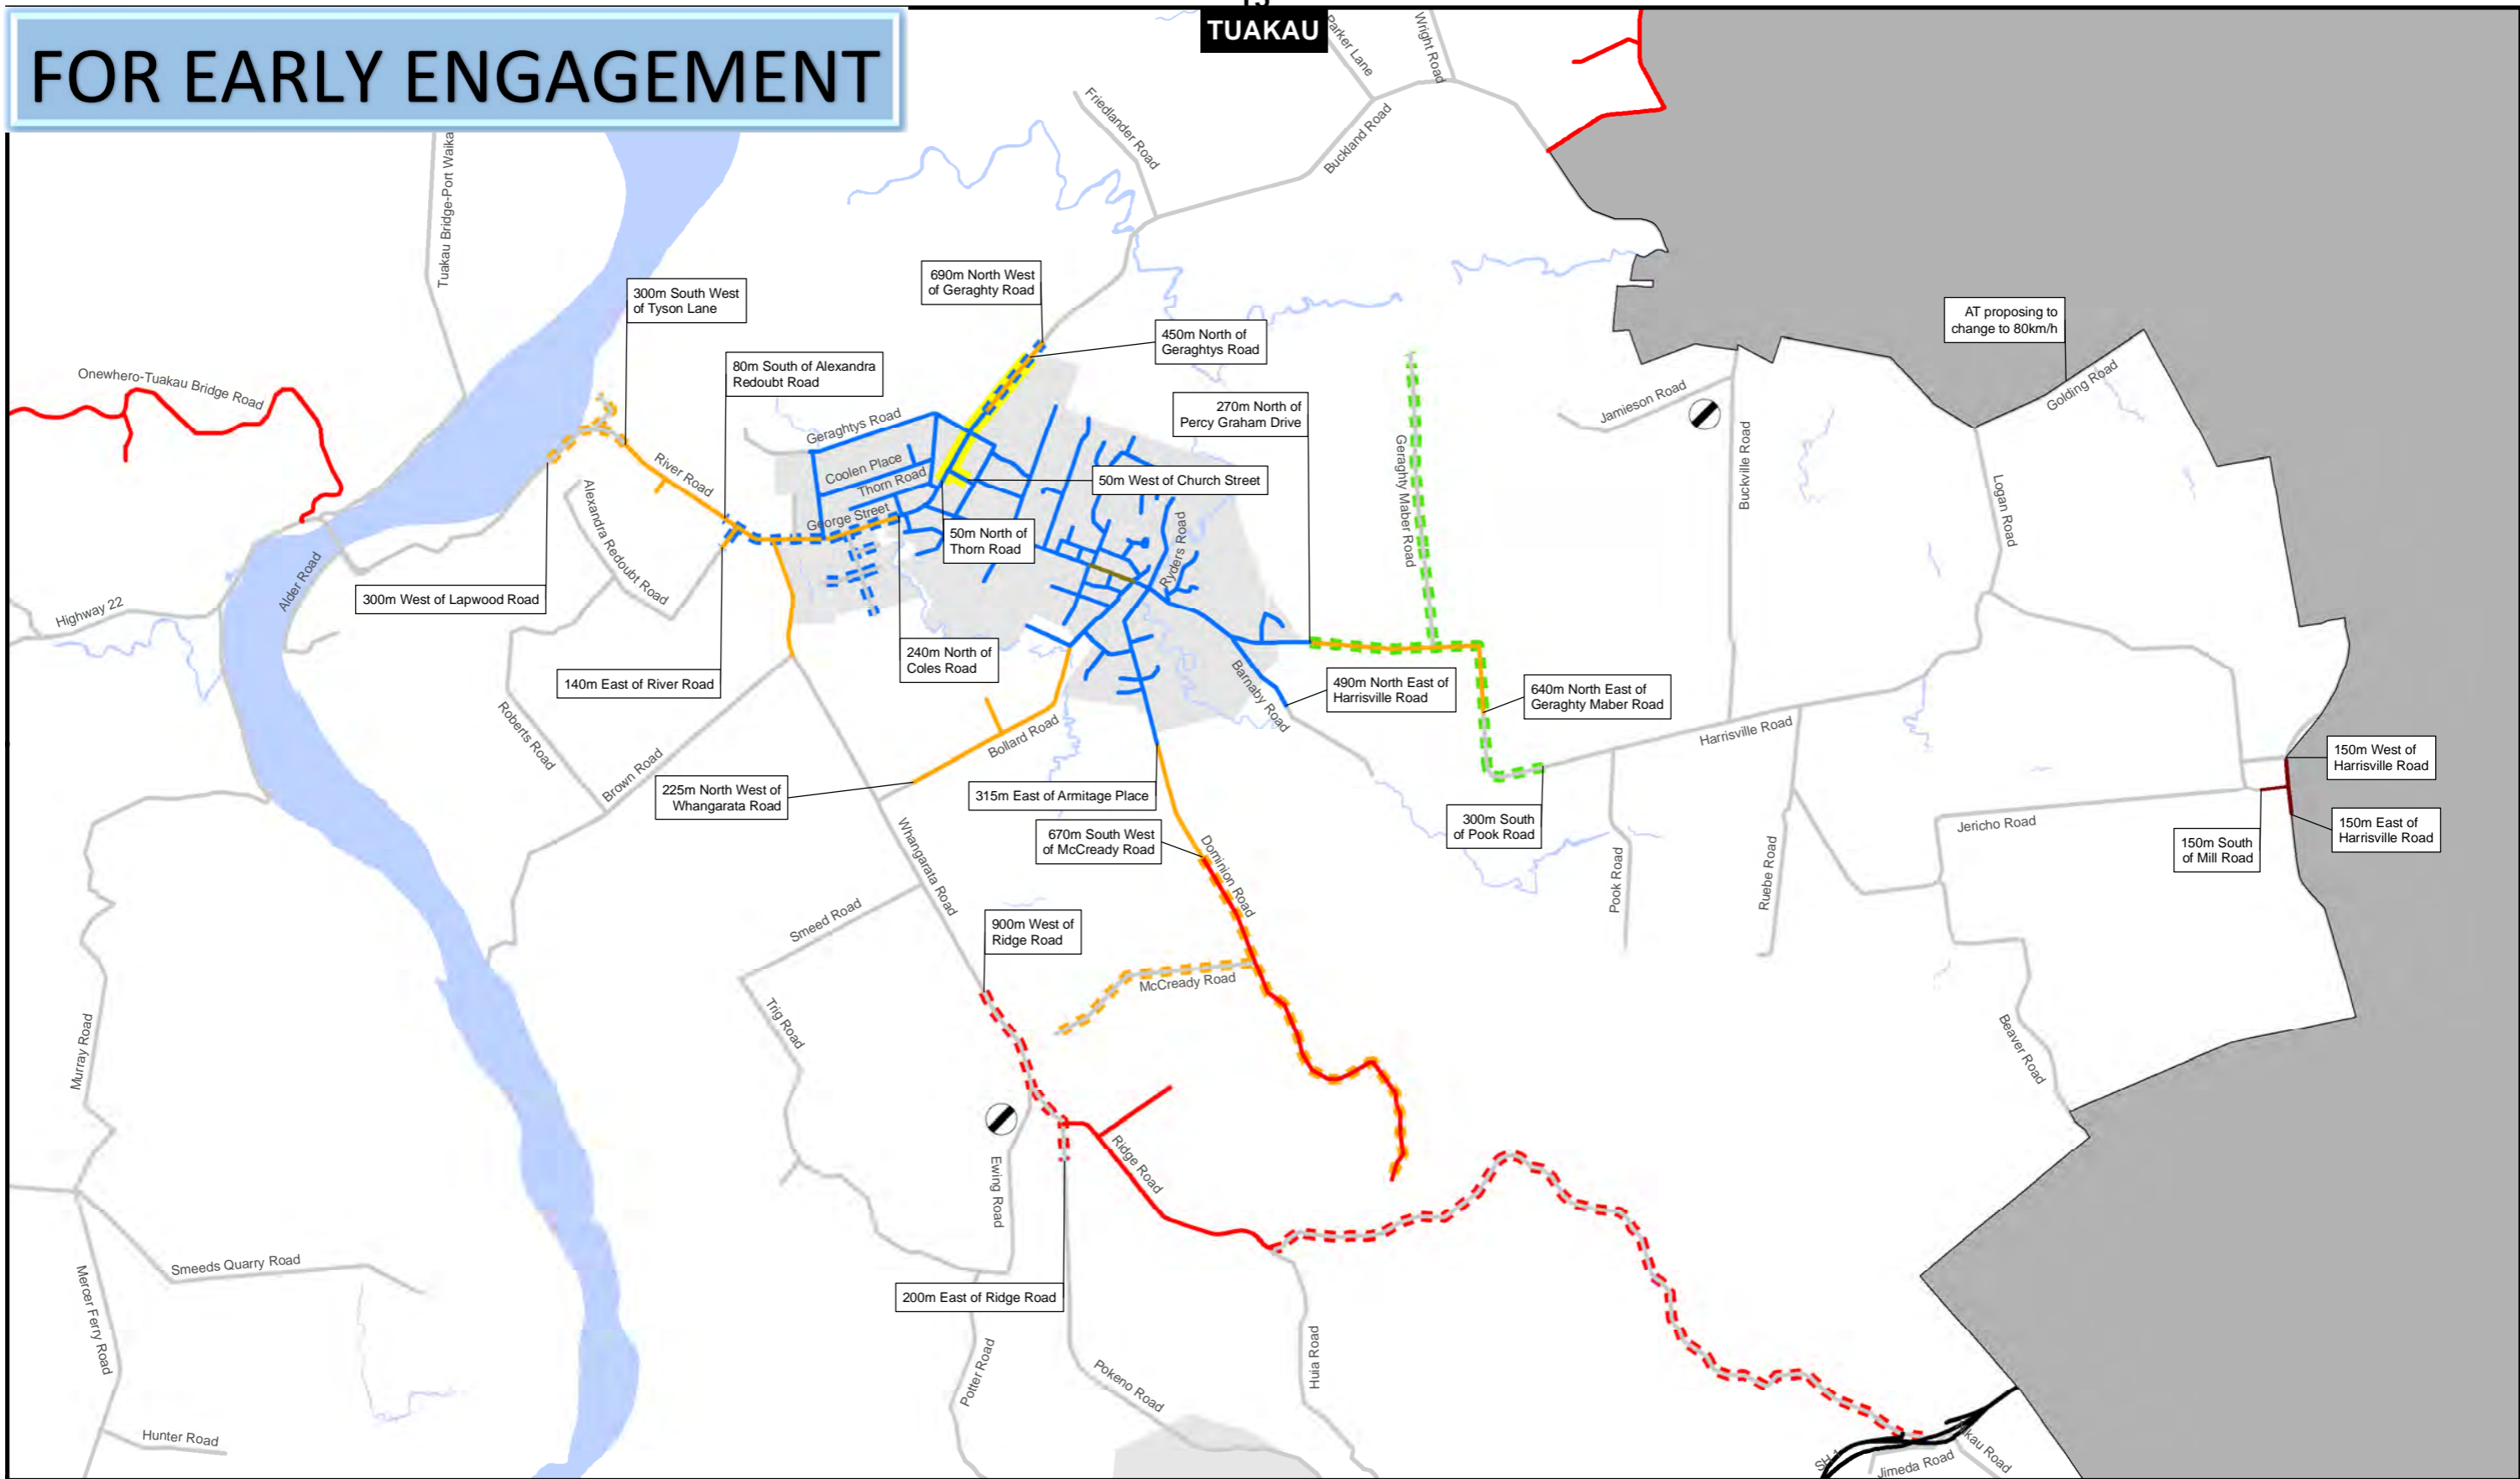 TUAKAU
FOR EARLY ENGAGEMENT
Parker Lane
Wright Road
Friedlander Road
Buckland Road
Tuakau Bridge-Port Waika
690m North West
of Geraghty Road
300m South West
of Tyson Lane
450m North of
Geraghtys Road
AT proposing to
change to 80km/h
80m South of Alexandra
Redoubt Road
Onewhero-Tuakau Bridge Road
270m North of
Percy Graham Drive
Golding Road
Jamieson Road
Geraghtys Road
Geraghty Maber Road
Buckville Road
River Road
Coolen Place
Thorn Road
50m West of Church Street
Logan Road
George Street
Alexandra Redoubt Road
50m North of
Thorn Road
Ryders Road
300m West of Lapwood Road
Alder Road
Highway 22
240m North of
Coles Road
140m East of River Road
490m North East of
Harrisville Road
640m North East of
Geraghty Maber Road
Barnaby Road
Roberts Road
Bollard Road
Harrisville Road
150m West of
Harrisville Road
Brown Road
225m North West of
Whangarata Road
315m East of Armitage Place
300m South
of Pook Road
150m East of
Harrisville Road
Jericho Road
150m South
of Mill Road
670m South West
of McCready Road
Whangarata Road
Dominion Road
Pook Road
Ruebe Road
Smeed Road
900m West of
Ridge Road
McCready Road
Trig Road
Murray Road
Beaver Road
Ridge Road
Ewing Road
Smeeds Quarry Road
200m East of Ridge Road
Mercer Ferry Road
Potter Road
Pokeno Road
Huia Road
Hunter Road
SH 1
Jimeda Road